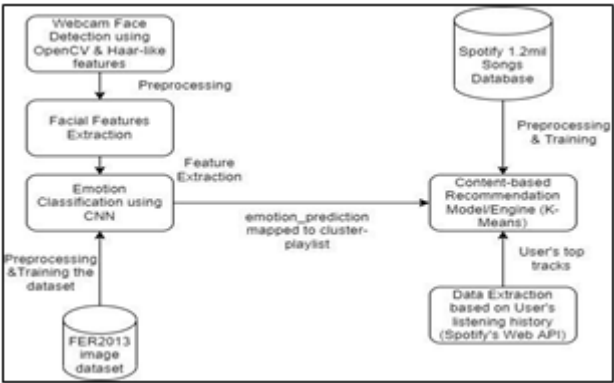 Webcam Face
Detection using
OpenCV & Haar-like
features
Preprocessing
Facial Features
Extraction
Feature
Extraction
Emotion
Classification using
CNN
emotion_prediction
mapped to cluster-
playlist
Preprocessing
&Training the
dataset
FER2013
image
dataset
Spotify 1.2mil
Songs
Database
Preprocessing
& Training
Content-based
Recommendation
Model/Engine (K-
Means)
User's top
tracks
Data Extraction
based on User's
listening history
(Spotify's Web API)